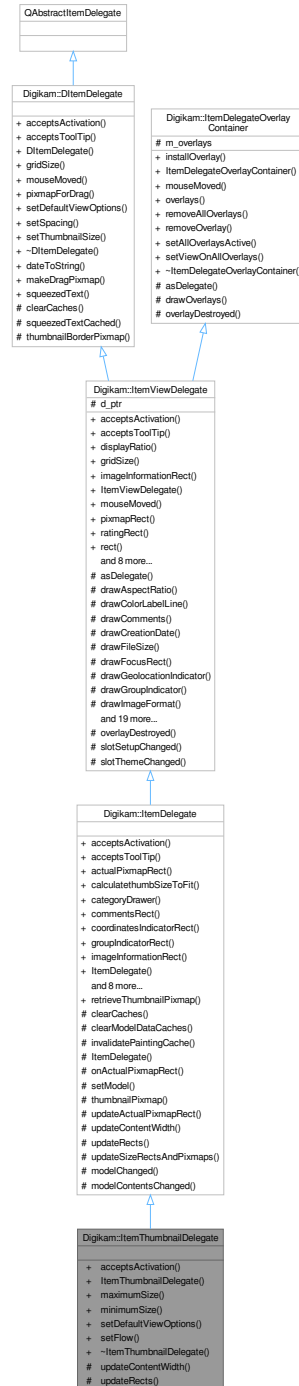 QAbstractItemDelegate
Digikam::DItemDelegate
+ acceptsActivation()
+ acceptsToolTip()
+ DItemDelegate()
+ gridSize()
+ mouseMoved()
+ pixmapForDrag()
+ setDefaultViewOptions()
+ setSpacing()
+ setThumbnailSize()
+ ~DItemDelegate()
+ dateToString()
+ makeDragPixmap()
+ squeezedText()
# clearCaches()
# squeezedTextCached()
# thumbnailBorderPixmap()
Digikam::ItemDelegateOverlay
Container
# m_overlays
+ installOverlay()
+ ItemDelegateOverlayContainer()
+ mouseMoved()
+ overlays()
+ removeAllOverlays()
+ removeOverlay()
+ setAllOverlaysActive()
+ setViewOnAllOverlays()
+ ~ItemDelegateOverlayContainer()
# asDelegate()
# drawOverlays()
# overlayDestroyed()
Digikam::ItemViewDelegate
# d_ptr
+ acceptsActivation()
+ acceptsToolTip()
+ displayRatio()
+ gridSize()
+ imageInformationRect()
+ ItemViewDelegate()
+ mouseMoved()
+ pixmapRect()
+ ratingRect()
+ rect()
and 8 more...
# asDelegate()
# drawAspectRatio()
# drawColorLabelLine()
# drawComments()
# drawCreationDate()
# drawFileSize()
# drawFocusRect()
# drawGeolocationIndicator()
# drawGroupIndicator()
# drawImageFormat()
and 19 more...
# overlayDestroyed()
# slotSetupChanged()
# slotThemeChanged()
Digikam::ItemDelegate
+ acceptsActivation()
+ acceptsToolTip()
+ actualPixmapRect()
+ calculatethumbSizeToFit()
+ categoryDrawer()
+ commentsRect()
+ coordinatesIndicatorRect()
+ groupIndicatorRect()
+ imageInformationRect()
+ ItemDelegate()
and 8 more...
+ retrieveThumbnailPixmap()
# clearCaches()
# clearModelDataCaches()
# invalidatePaintingCache()
# ItemDelegate()
# onActualPixmapRect()
# setModel()
# thumbnailPixmap()
# updateActualPixmapRect()
# updateContentWidth()
# updateRects()
# updateSizeRectsAndPixmaps()
# modelChanged()
# modelContentsChanged()
Digikam::ItemThumbnailDelegate
+ acceptsActivation()
+ ItemThumbnailDelegate()
+ maximumSize()
+ minimumSize()
+ setDefaultViewOptions()
+ setFlow()
+ ~ItemThumbnailDelegate()
# updateContentWidth()
# updateRects()